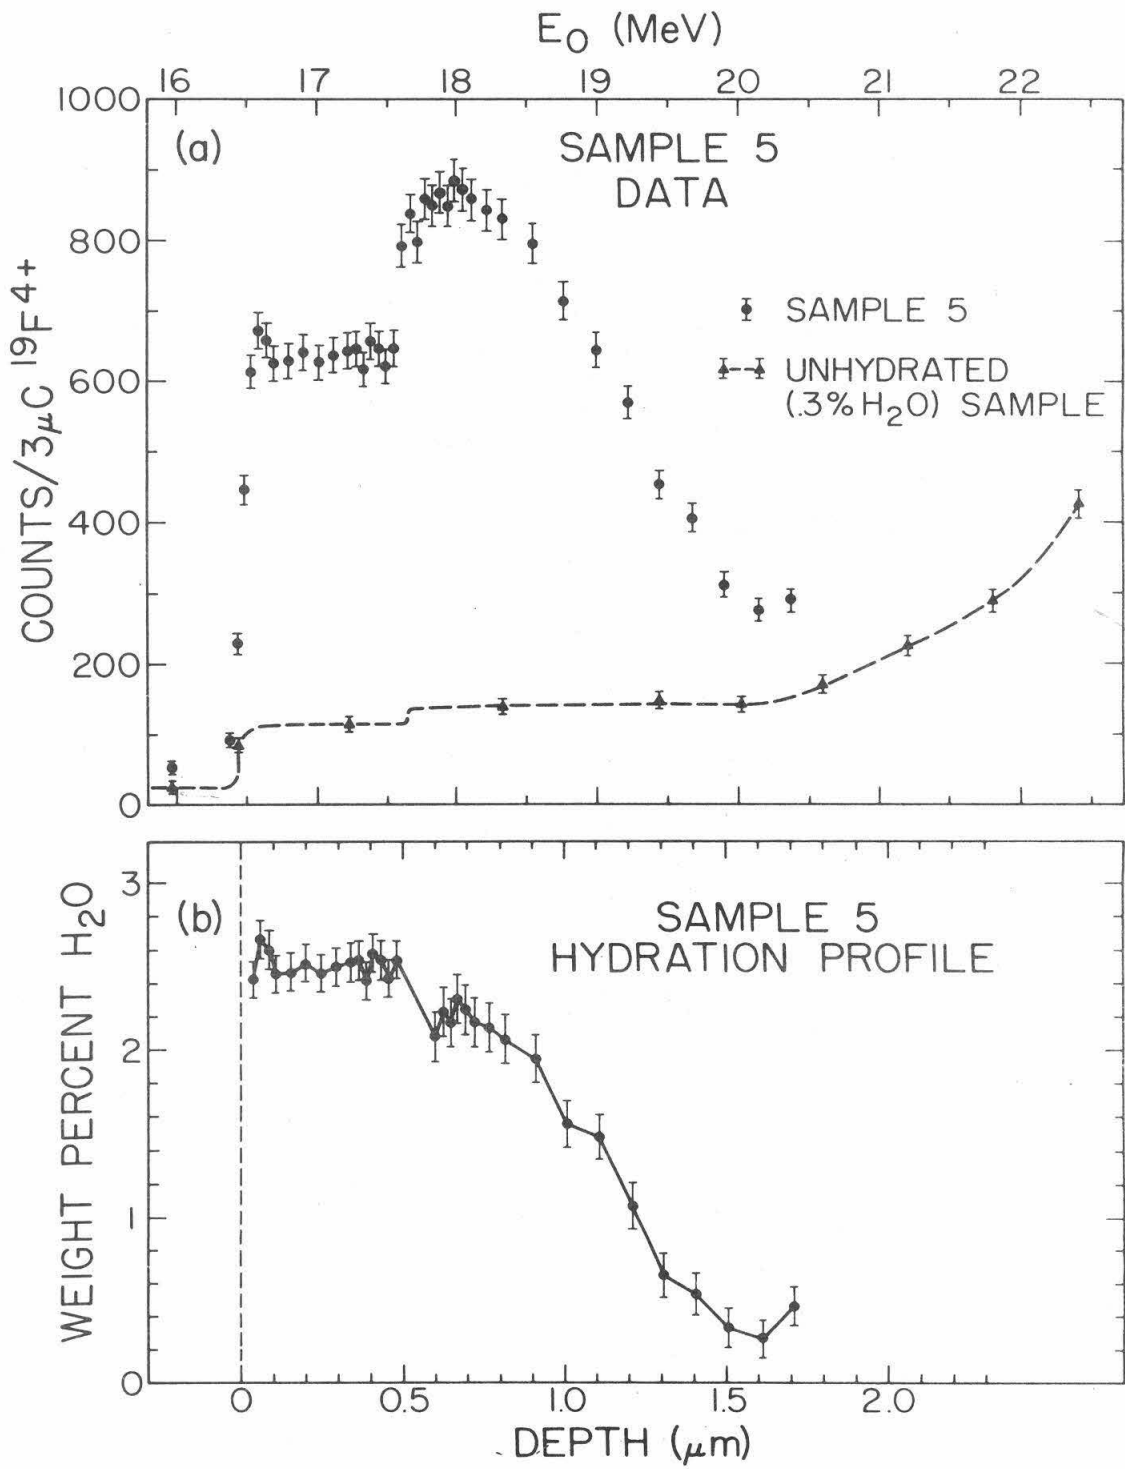 E₀ (MeV)
16 17 18 19 20 21 22
1000
800
600
400
200
0
COUNTS/3μC ¹⁹F⁴⁺
(a)
SAMPLE 5
DATA
SAMPLE 5
UNHYDRATED
(.3% H₂O) SAMPLE
(b)
SAMPLE 5
HYDRATION PROFILE
WEIGHT PERCENT H₂O
3
2
1
0
0 0.5 1.0 1.5 2.0
DEPTH (μm)